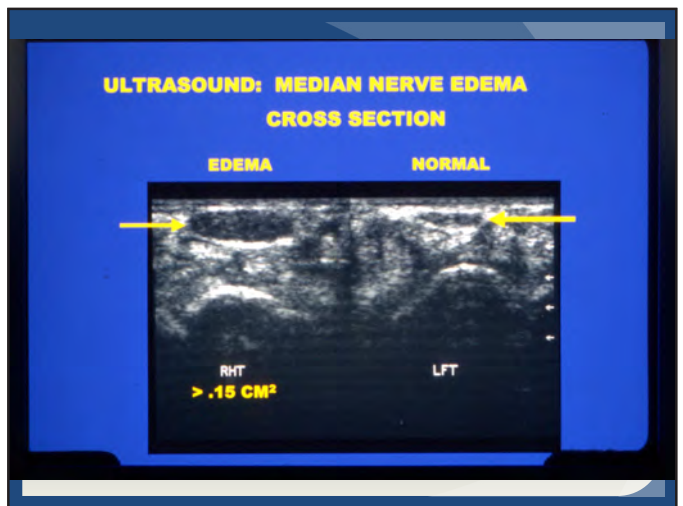 ULTRASOUND: MEDIAN NERVE EDEMA
CROSS SECTION
EDEMA NORMAL
RHT LFT
> .15 CM²